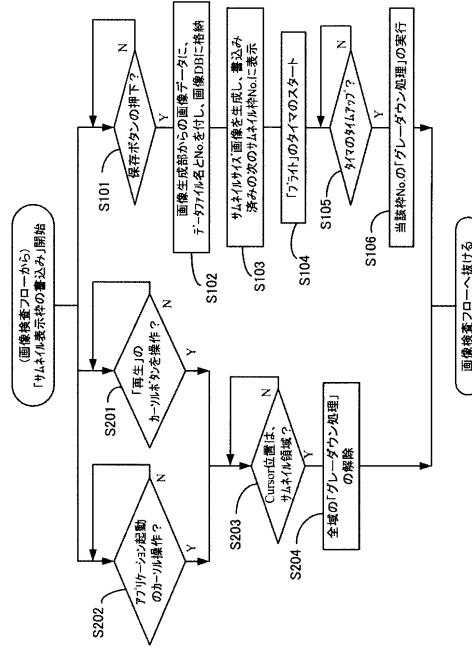 (画像検査フローから)
「サムネイル表示枠の書込み」開始
保存ボタンの押下?
N
Y
S101
画像生成部からの画像データに、
データファイル名とNo.を付し、画像DBに格納
S102
サムネイルサイズ画像を生成し、書込み
済みの次のサムネイル枠No.に表示
S103
「ブライト」のタイマのスタート
S104
タイマのタイムアップ?
N
Y
S105
当該枠No.の「グレーダウン処理」の実行
S106
「再生」の
カーソルボタンを操作?
N
Y
S201
アプリケーション起動
のカーソル操作?
N
Y
S202
Cursor位置は、
サムネイル領域?
N
Y
S203
全域の「グレーダウン処理」
の解除
S204
画像検査フローへ抜ける